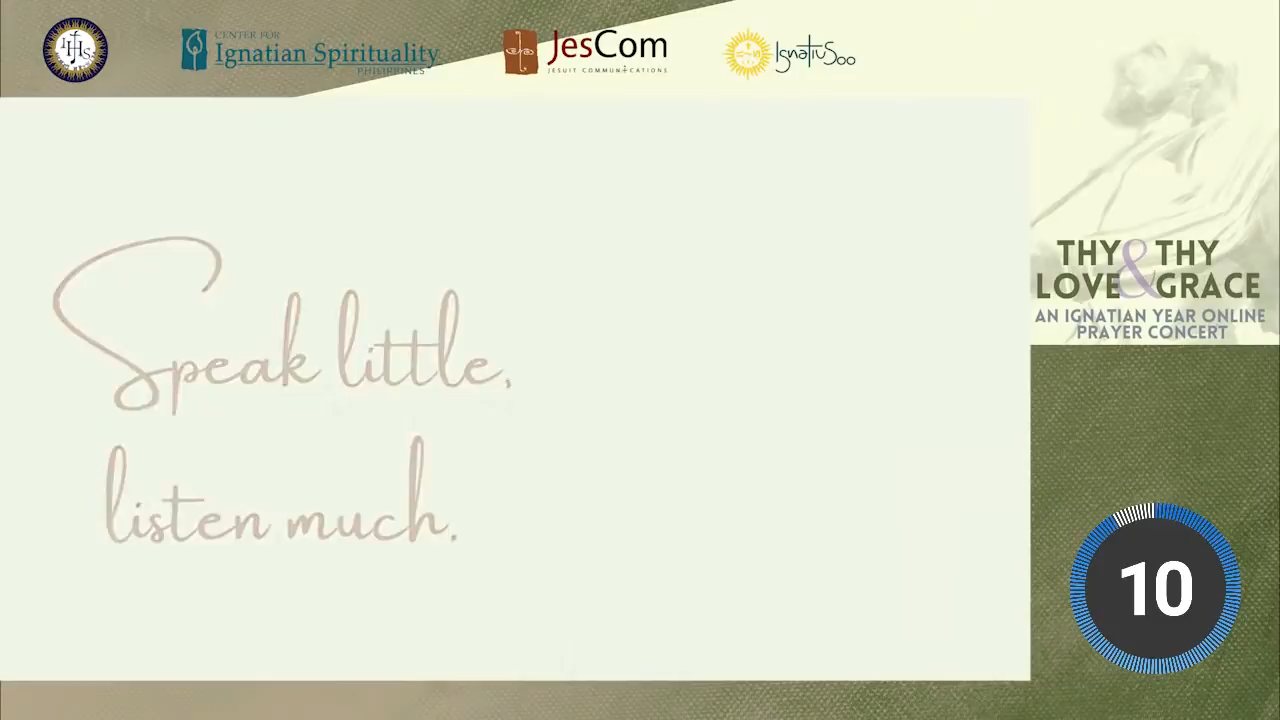 IHS
CENTER FOR
Ignatian Spirituality
PHILIPPINES
JesCom
JESUIT COMMUNICATIONS
IgnatiuS500
Speak little,
listen much.
THY & THY
LOVE GRACE
AN IGNATIAN YEAR ONLINE
PRAYER CONCERT
10